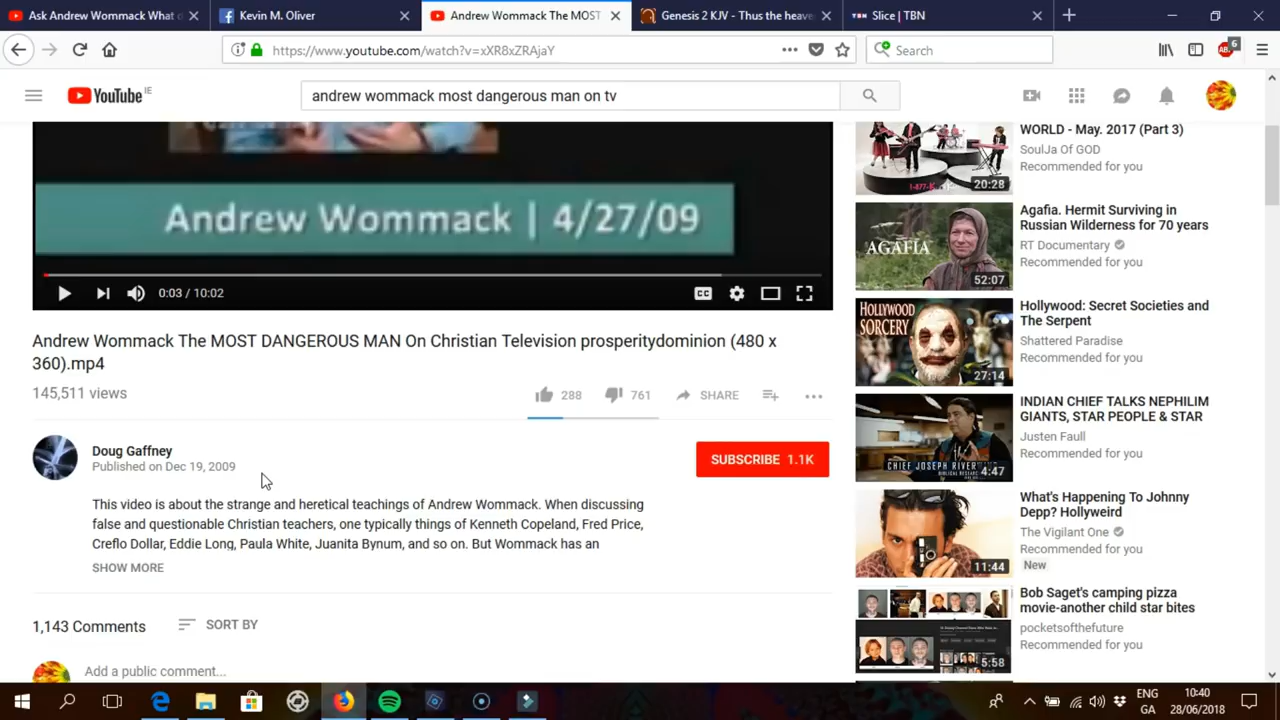 Ask Andrew Wommack What d
Kevin M. Oliver
Andrew Wommack The MOST
Genesis 2 KJV - Thus the heave
TBN Slice | TBN
https://www.youtube.com/watch?v=xXR8xZRAjaY
Search
ABP 6
YouTube IE
andrew wommack most dangerous man on tv
Andrew Wommack | 4/27/09
0:03 / 10:02
CC
Andrew Wommack The MOST DANGEROUS MAN On Christian Television prosperitydominion (480 x
360).mp4
145,511 views
288
761
SHARE
Doug Gaffney
Published on Dec 19, 2009
SUBSCRIBE 1.1K
This video is about the strange and heretical teachings of Andrew Wommack. When discussing
false and questionable Christian teachers, one typically things of Kenneth Copeland, Fred Price,
Creflo Dollar, Eddie Long, Paula White, Juanita Bynum, and so on. But Wommack has an
SHOW MORE
1,143 Comments
SORT BY
Add a public comment...
1-877-K
20:28
WORLD - May. 2017 (Part 3)
SoulJa Of GOD
Recommended for you
AGAFIA
52:07
Agafia. Hermit Surviving in
Russian Wilderness for 70 years
RT Documentary
Recommended for you
HOLLYWOOD
SORCERY
27:14
Hollywood: Secret Societies and
The Serpent
Shattered Paradise
Recommended for you
CHIEF JOSEPH RIVER
4:47
INDIAN CHIEF TALKS NEPHILIM
GIANTS, STAR PEOPLE & STAR
Justen Faull
Recommended for you
11:44
What's Happening To Johnny
Depp? Hollyweird
The Vigilant One
Recommended for you
New
5:58
Bob Saget's camping pizza
movie-another child star bites
pocketsofthefuture
Recommended for you
ENG
GA
10:40
28/06/2018